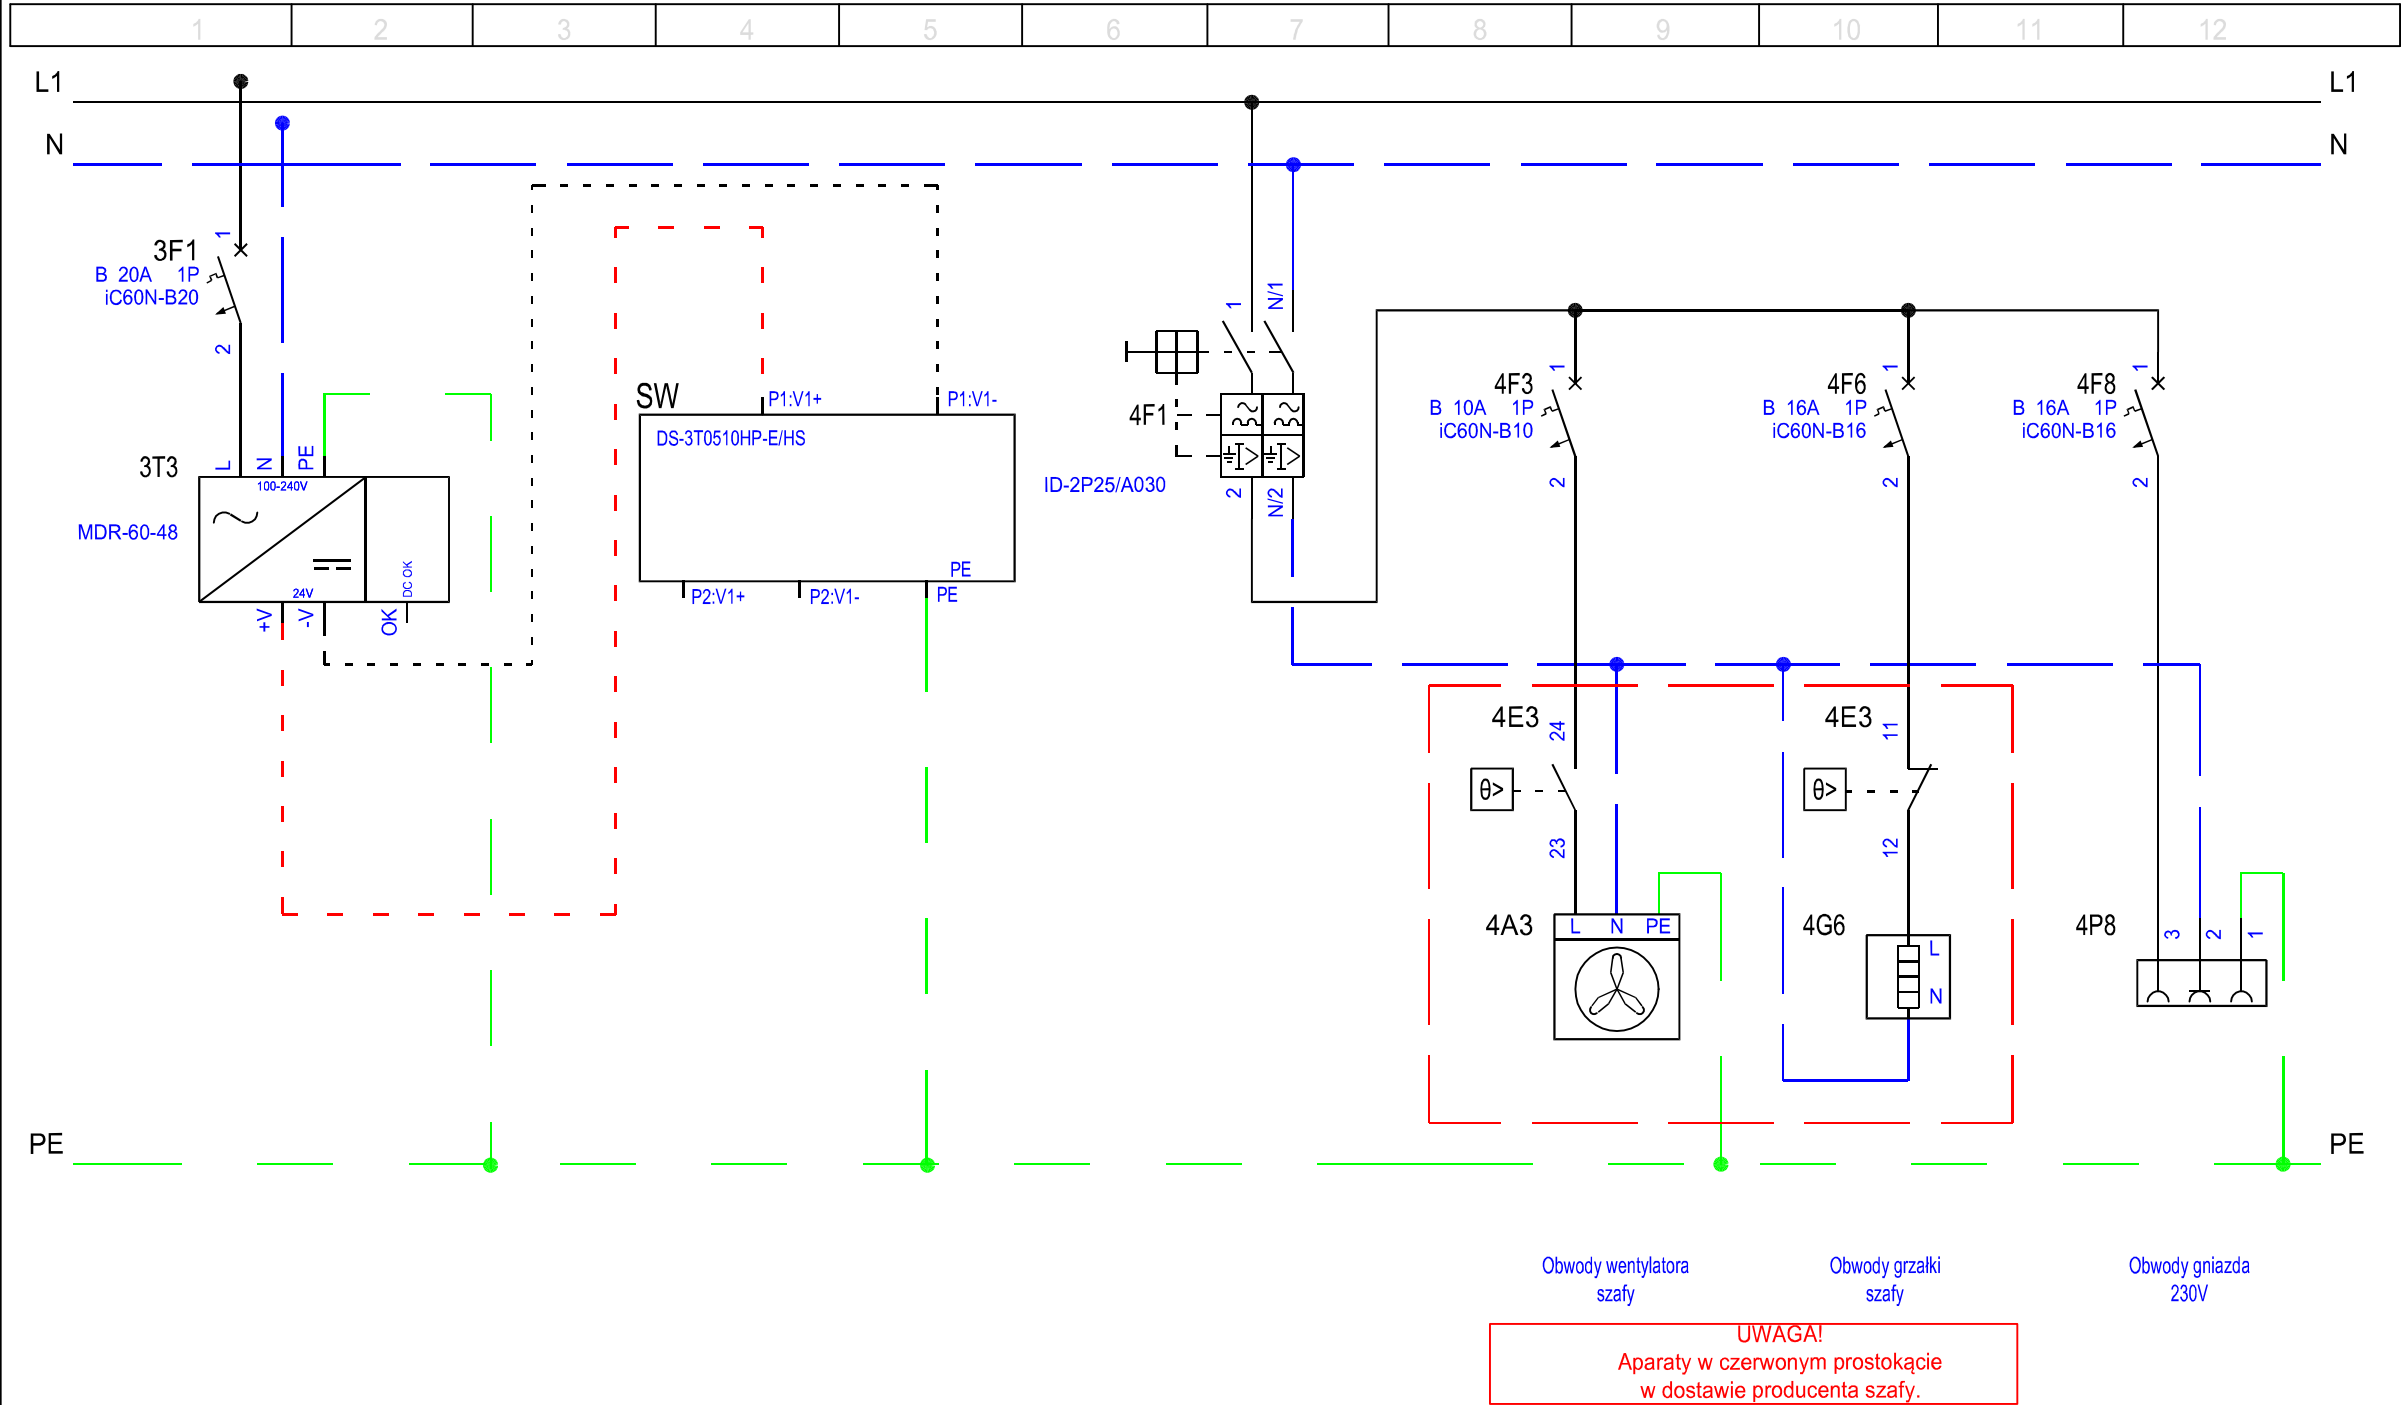 1 2 3 4 5 6 7 8 9 10 11 12
L1 L1
N N
3F1
B 20A 1P
iC60N-B20
1
2
3T3
MDR-60-48
L N PE
100-240V
24V
DC OK
+V -V OK
SW
P1:V1+ P1:V1-
DS-3T0510HP-E/HS
PE
P2:V1+ P2:V1- PE
4F1
ID-2P25/A030
1 N/1
2 N/2
4F3
B 10A 1P
iC60N-B10
1
2
4F6
B 16A 1P
iC60N-B16
1
2
4F8
B 16A 1P
iC60N-B16
1
2
4E3
24
θ>
23
4E3
11
θ>
12
4A3
L N PE
4G6
L
N
4P8
3 2 1
PE PE
Obwody wentylatora
szafy
Obwody grzałki
szafy
Obwody gniazda
230V
UWAGA!
Aparaty w czerwonym prostokącie
w dostawie producenta szafy.